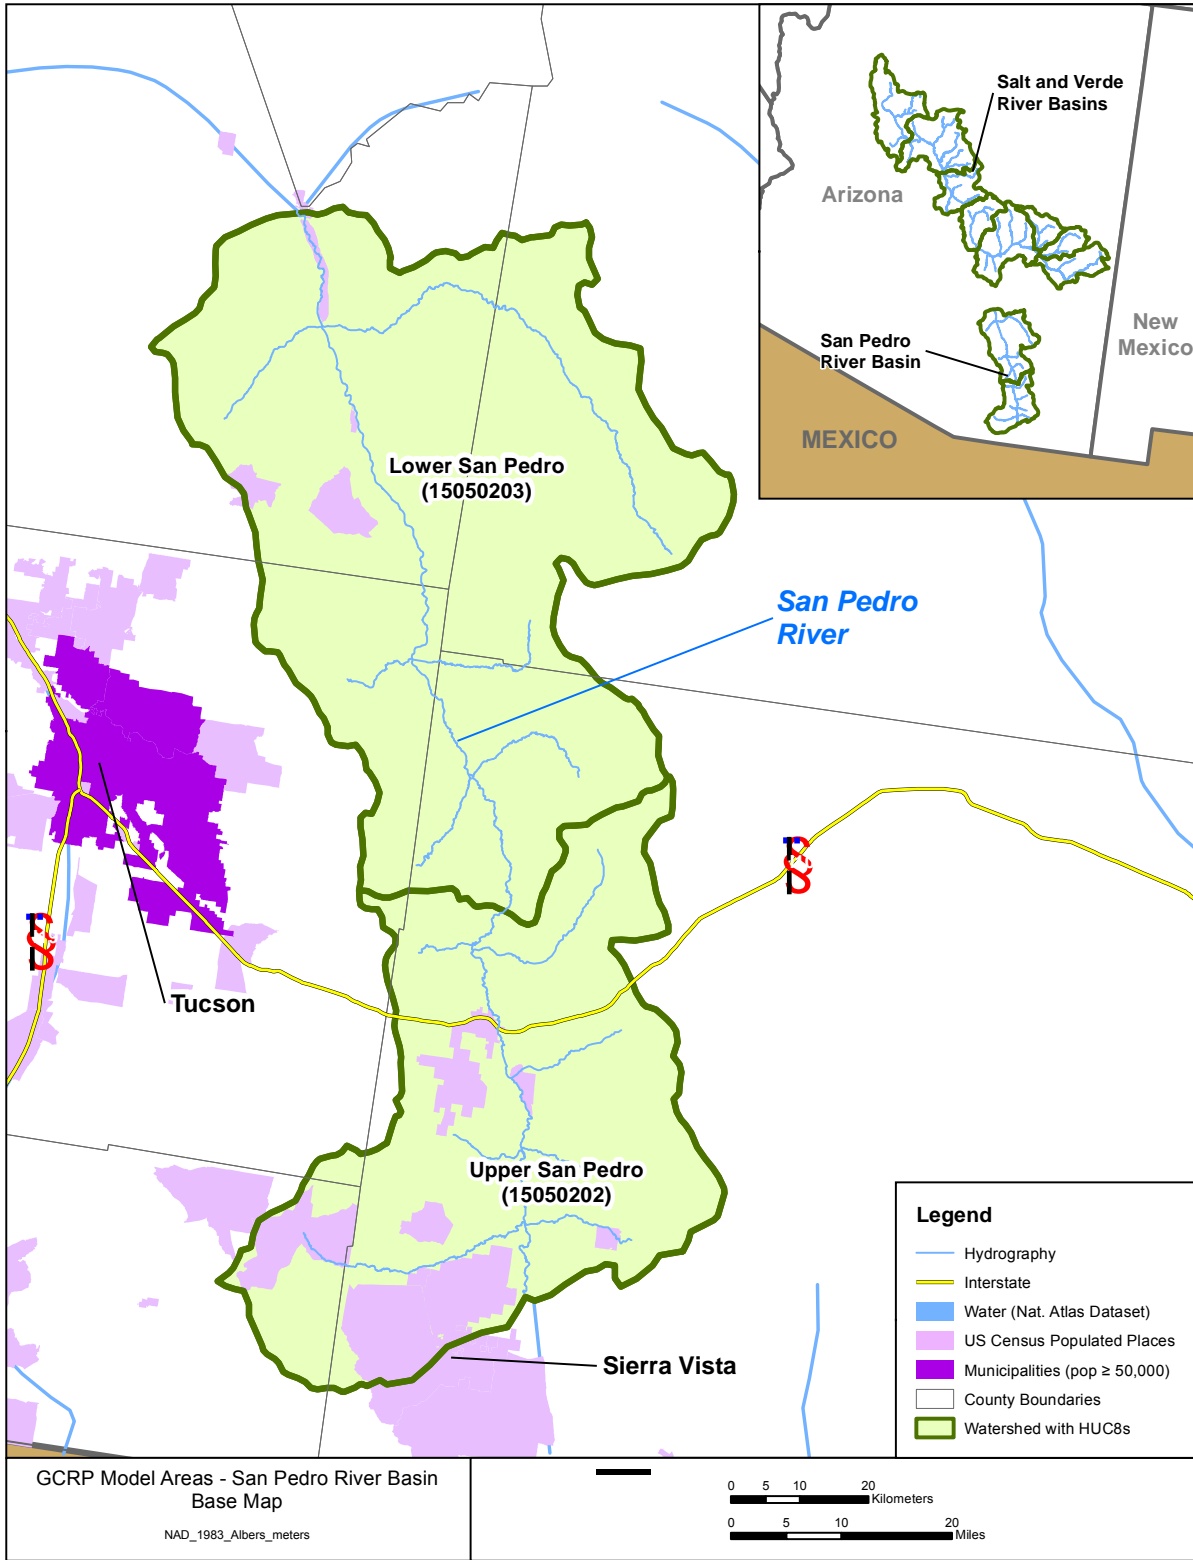 Salt and Verde
River Basins
Arizona
New
Mexico
San Pedro
River Basin
MEXICO
Lower San Pedro
(15050203)
San Pedro
River
Tucson
Upper San Pedro
(15050202)
Sierra Vista
Legend
Hydrography
Interstate
Water (Nat. Atlas Dataset)
US Census Populated Places
Municipalities (pop ≥ 50,000)
County Boundaries
Watershed with HUC8s
GCRP Model Areas - San Pedro River Basin
Base Map
NAD_1983_Albers_meters
0 5 10 20
Kilometers
0 5 10 20
Miles